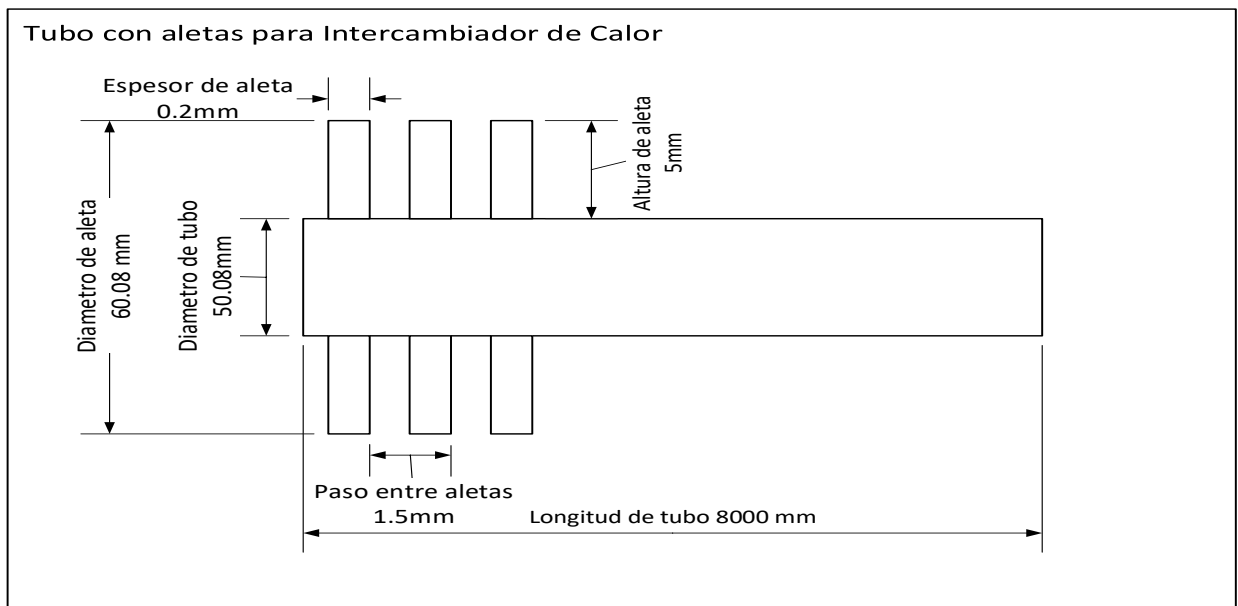 Tubo con aletas para Intercambiador de Calor
Espesor de aleta
0.2mm
Altura de aleta
5mm
Diametro de aleta
60.08 mm
Diametro de tubo
50.08mm
Paso entre aletas
1.5mm
Longitud de tubo 8000 mm